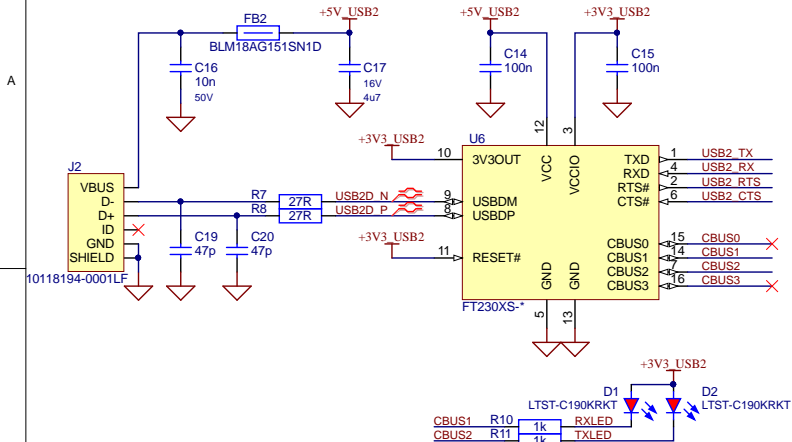 +5V_USB2
+5V_USB2
+3V3_USB2
FB2
BLM18AG151SN1D
C16
10n
50V
C17
16V
4u7
C14
100n
C15
100n
A
U6
12
3
+3V3_USB2
10
3V3OUT
VCC
VCCIO
TXD
1
USB2_TX
RXD
4
USB2_RX
RTS#
2
USB2_RTS
CTS#
6
USB2_CTS
J2
VBUS
D-
D+
ID
GND
SHIELD
10118194-0001LF
R7
27R
USB2D_N
9
USBDM
R8
27R
USB2D_P
8
USBDP
C19
47p
C20
47p
+3V3_USB2
11
RESET#
CBUS0
15
CBUS0
CBUS1
14
CBUS1
CBUS2
7
CBUS2
CBUS3
16
CBUS3
GND
GND
FT230XS-*
5
13
+3V3_USB2
D1
LTST-C190KRKT
D2
LTST-C190KRKT
CBUS1
R10
1k
RXLED
CBUS2
R11
1k
TXLED